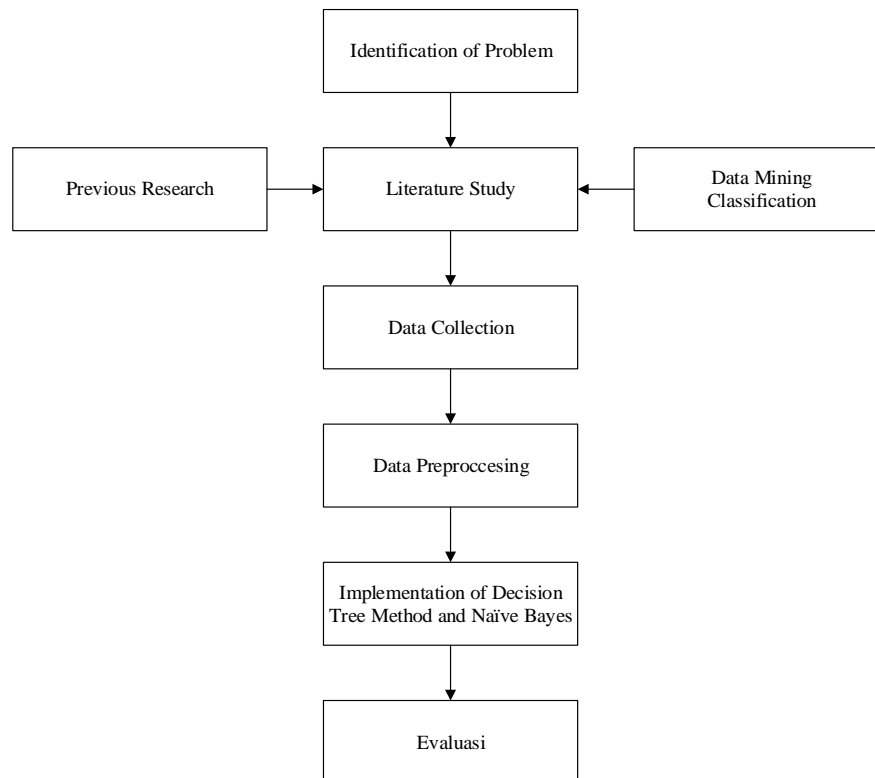 Identification of Problem
Previous Research
Literature Study
Data Mining
Classification
Data Collection
Data Preproccesing
Implementation of Decision
Tree Method and Naïve Bayes
Evaluasi